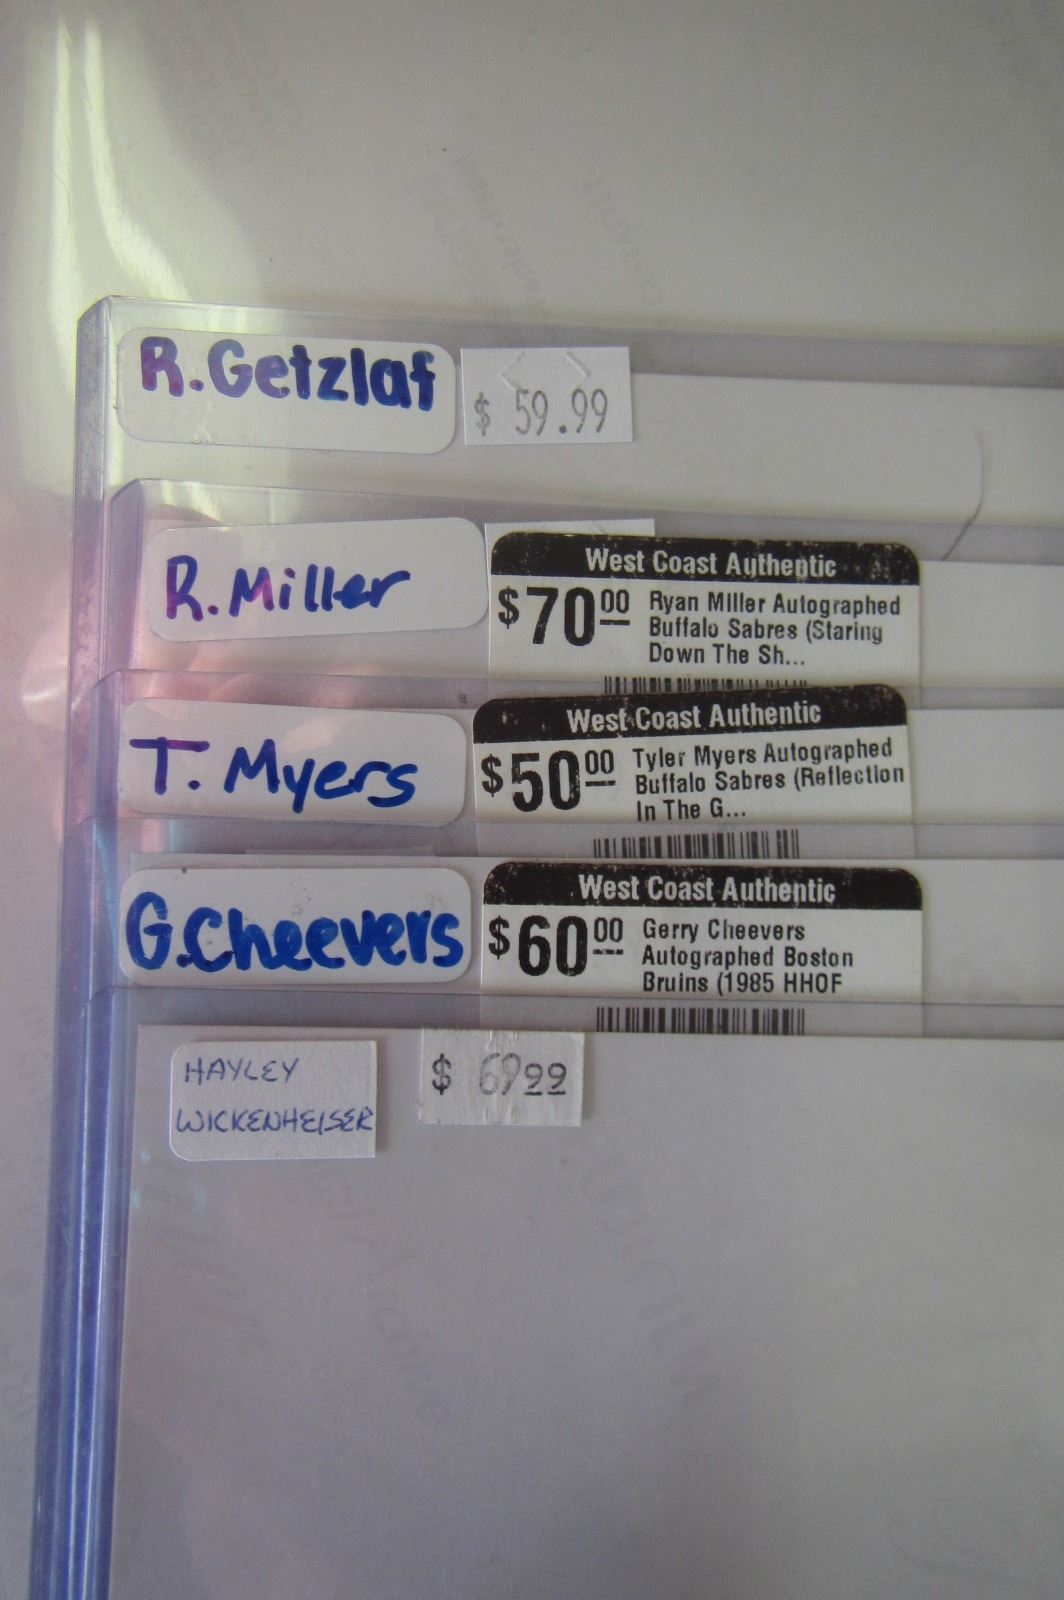 R. Getzlaf
$ 59.99
R. Miller
West Coast Authentic
$70 00
Ryan Miller Autographed
Buffalo Sabres (Staring
Down The Sh...
T. Myers
West Coast Authentic
$50 00
Tyler Myers Autographed
Buffalo Sabres (Reflection
In The G...
G. Cheevers
West Coast Authentic
$60 00
Gerry Cheevers
Autographed Boston
Bruins (1985 HHOF
HAYLEY
WICKENHEISER
$ 6999